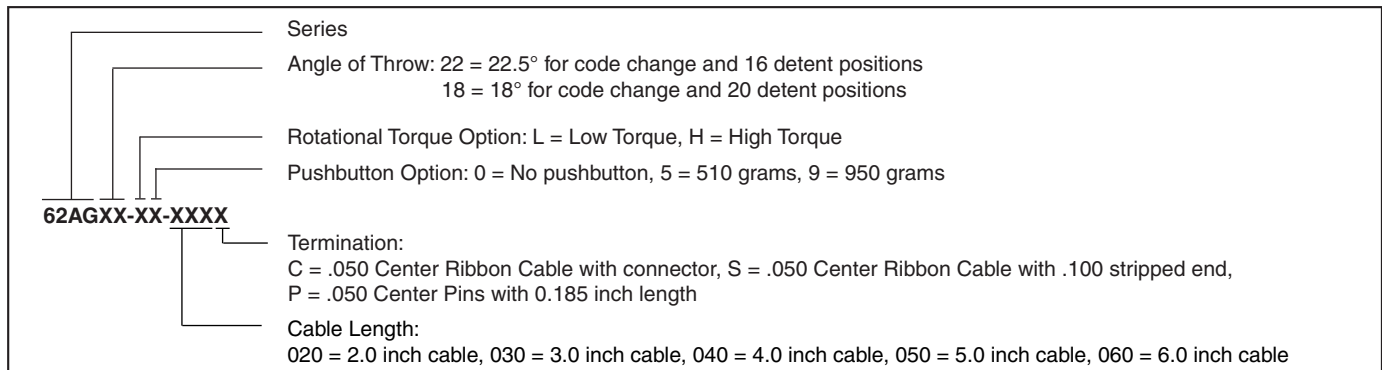 Series
Angle of Throw: 22 = 22.5° for code change and 16 detent positions
18 = 18° for code change and 20 detent positions
Rotational Torque Option: L = Low Torque, H = High Torque
Pushbutton Option: 0 = No pushbutton, 5 = 510 grams, 9 = 950 grams
62AGXX-XX-XXXX
Termination:
C = .050 Center Ribbon Cable with connector, S = .050 Center Ribbon Cable with .100 stripped end,
P = .050 Center Pins with 0.185 inch length
Cable Length:
020 = 2.0 inch cable, 030 = 3.0 inch cable, 040 = 4.0 inch cable, 050 = 5.0 inch cable, 060 = 6.0 inch cable